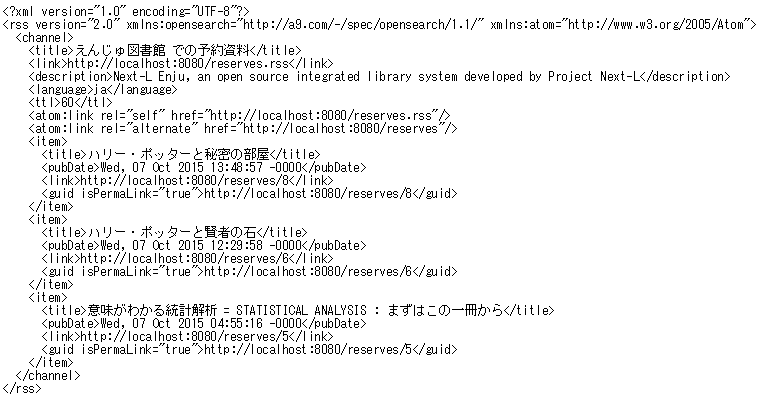 <?xml version="1.0" encoding="UTF-8"?>
<rss version="2.0" xmlns:opensearch="http://a9.com/-/spec/opensearch/1.1/" xmlns:atom="http://www.w3.org/2005/Atom">
  <channel>
    <title>えんじゅ図書館 での予約資料</title>
    <link>http://localhost:8080/reserves.rss</link>
    <description>Next-L Enju, an open source integrated library system developed by Project Next-L</description>
    <language>ja</language>
    <ttl>60</ttl>
    <atom:link rel="self" href="http://localhost:8080/reserves.rss"/>
    <atom:link rel="alternate" href="http://localhost:8080/reserves"/>
    <item>
      <title>ハリー・ポッターと秘密の部屋</title>
      <pubDate>Wed, 07 Oct 2015 13:48:57 -0000</pubDate>
      <link>http://localhost:8080/reserves/8</link>
      <guid isPermaLink="true">http://localhost:8080/reserves/8</guid>
    </item>
    <item>
      <title>ハリー・ポッターと賢者の石</title>
      <pubDate>Wed, 07 Oct 2015 12:29:58 -0000</pubDate>
      <link>http://localhost:8080/reserves/6</link>
      <guid isPermaLink="true">http://localhost:8080/reserves/6</guid>
    </item>
    <item>
      <title>意味がわかる統計解析 = STATISTICAL ANALYSIS : まずはこの一冊から</title>
      <pubDate>Wed, 07 Oct 2015 04:55:16 -0000</pubDate>
      <link>http://localhost:8080/reserves/5</link>
      <guid isPermaLink="true">http://localhost:8080/reserves/5</guid>
    </item>
  </channel>
</rss>